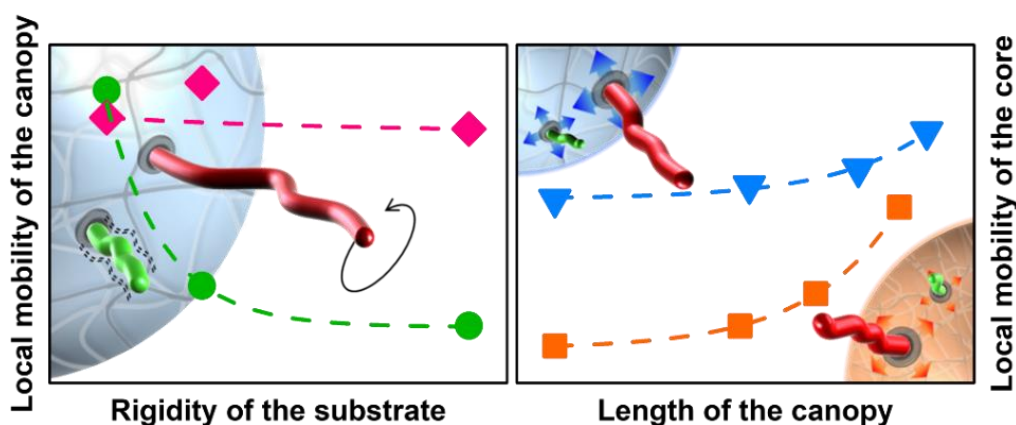 Local mobility of the canopy
Rigidity of the substrate
Length of the canopy
Local mobility of the core